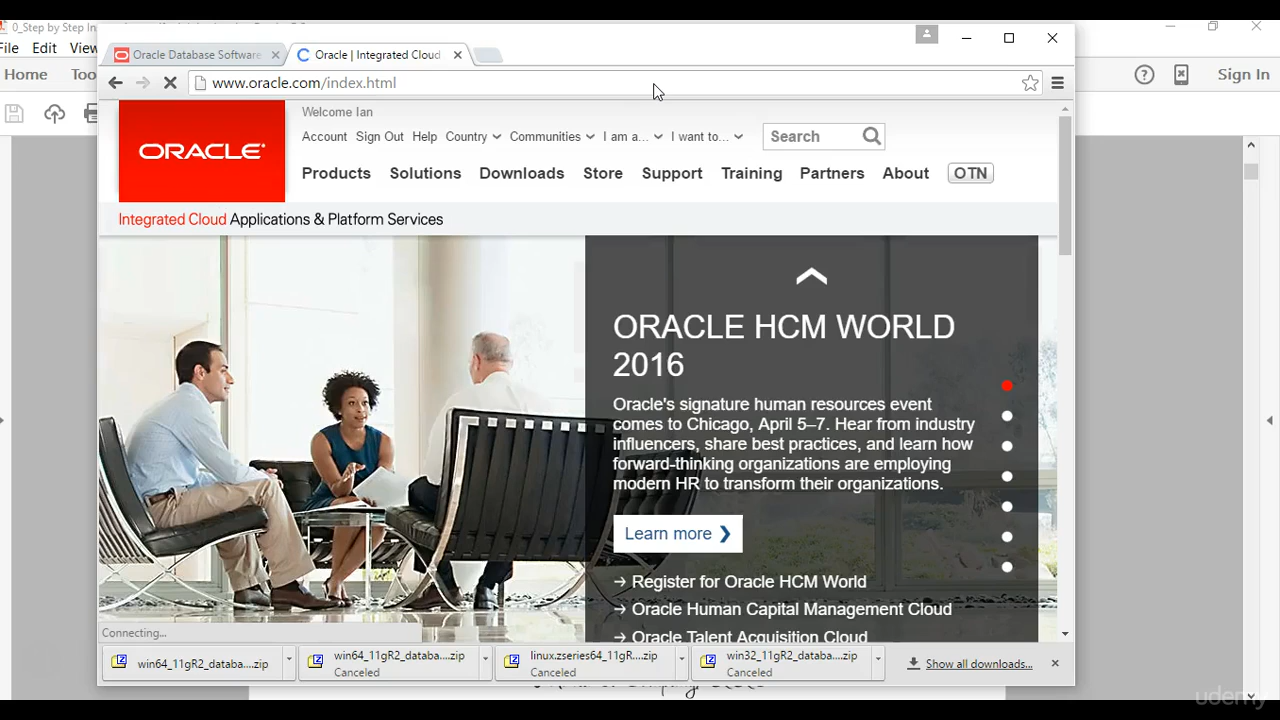 0_Step by Step In
File Edit View
Home Too
Sign In
Oracle Database Software
Oracle | Integrated Cloud
www.oracle.com/index.html
Welcome Ian
Account Sign Out Help Country Communities I am a... I want to... Search
ORACLE®
Products Solutions Downloads Store Support Training Partners About OTN
Integrated Cloud Applications & Platform Services
ORACLE HCM WORLD
2016
Oracle's signature human resources event
comes to Chicago, April 5–7. Hear from industry
influencers, share best practices, and learn how
forward-thinking organizations are employing
modern HR to transform their organizations.
Learn more ❯
→ Register for Oracle HCM World
→ Oracle Human Capital Management Cloud
→ Oracle Talent Acquisition Cloud
Connecting...
win64_11gR2_databa....zip
win64_11gR2_databa....zip
Canceled
linux.zseries64_11gR....zip
Canceled
win32_11gR2_databa....zip
Canceled
Show all downloads...
udemy